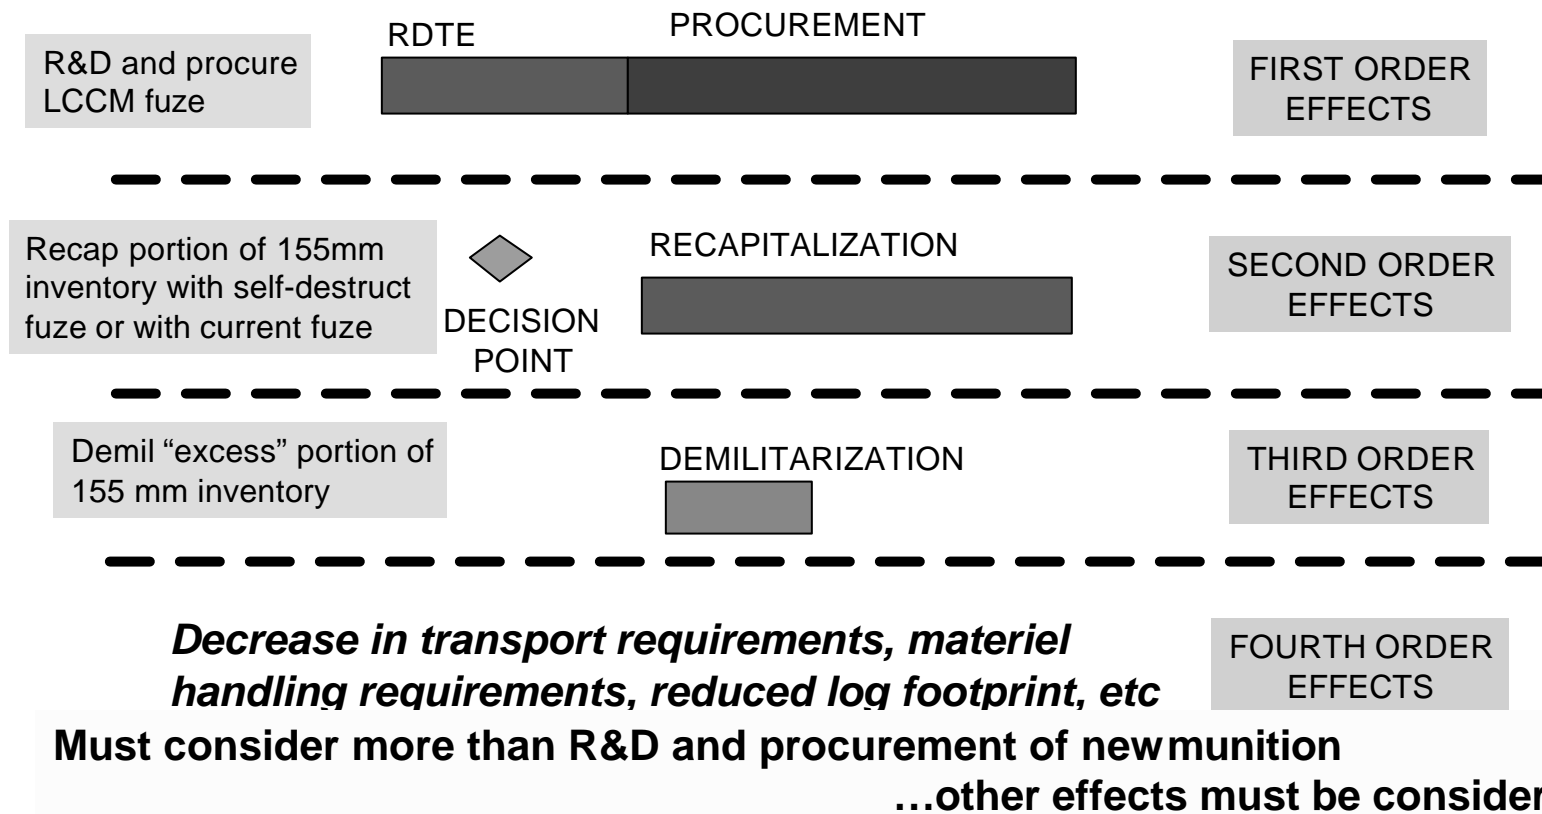 RDTE
PROCUREMENT
R&D and procure
LCCM fuze
FIRST ORDER
EFFECTS
Recap portion of 155mm
inventory with self-destruct
fuze or with current fuze
DECISION
POINT
RECAPITALIZATION
SECOND ORDER
EFFECTS
Demil “excess” portion of
155 mm inventory
DEMILITARIZATION
THIRD ORDER
EFFECTS
Decrease in transport requirements, materiel
handling requirements, reduced log footprint, etc
FOURTH ORDER
EFFECTS
Must consider more than R&D and procurement of new munition
…other effects must be consider